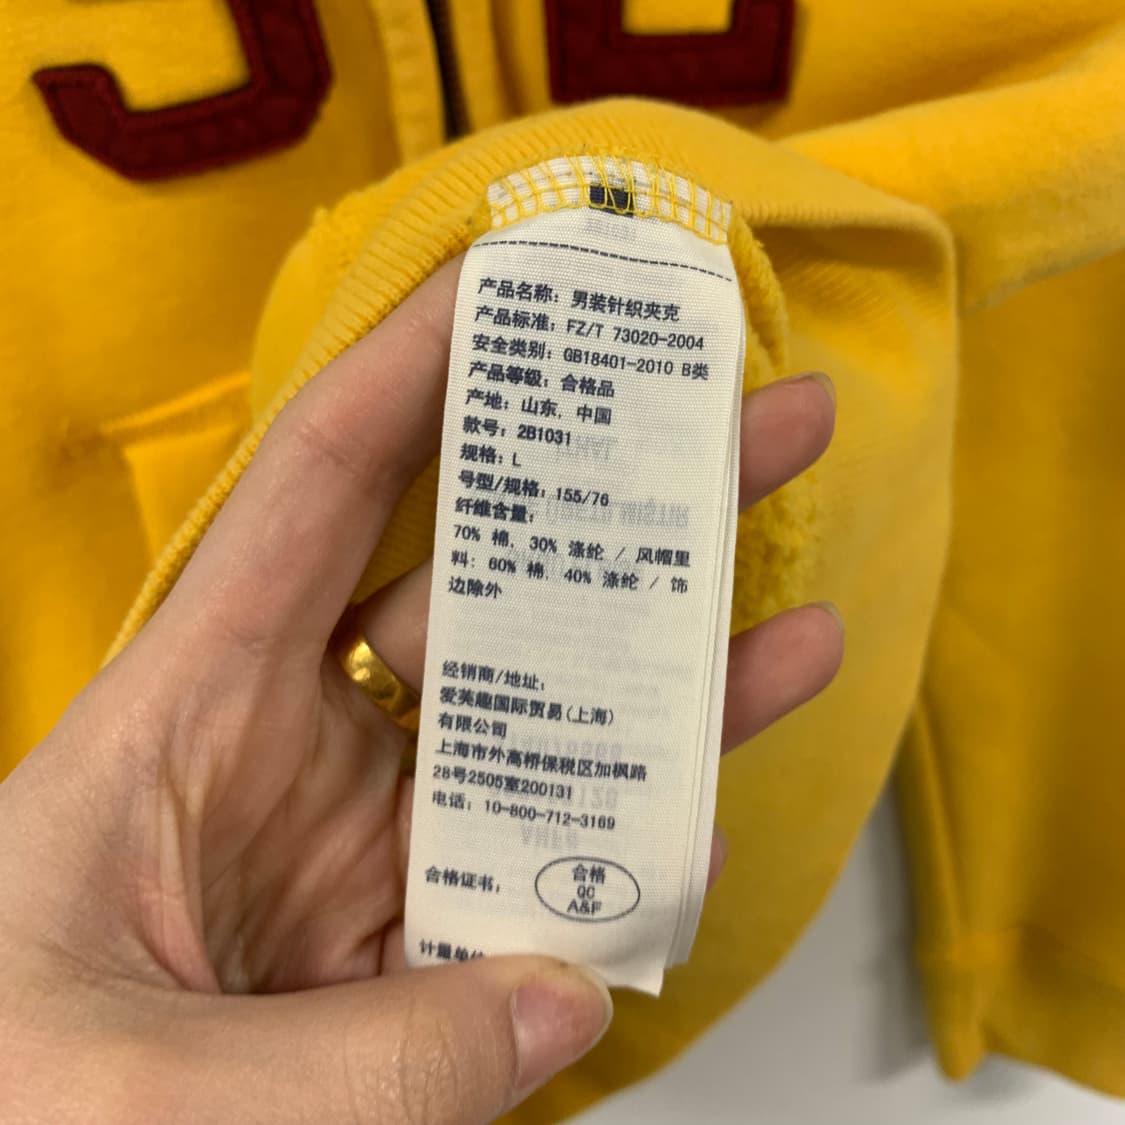 产品名称: 男装针织夹克
产品标准: FZ/T 73020-2004
安全类别: GB18401-2010 B类
产品等级: 合格品
产地: 山东, 中国
款号: 2B1031
规格: L
号型/规格: 155/76
纤维含量:
70% 棉, 30% 涤纶 / 风帽里
料: 60% 棉, 40% 涤纶 / 饰
边除外
经销商/地址:
爱芙趣国际贸易(上海)
有限公司
上海市外高桥保税区加枫路
28号2505室200131
电话: 10-800-712-3169
合格证书:
合格
QC
A&F
计量单位